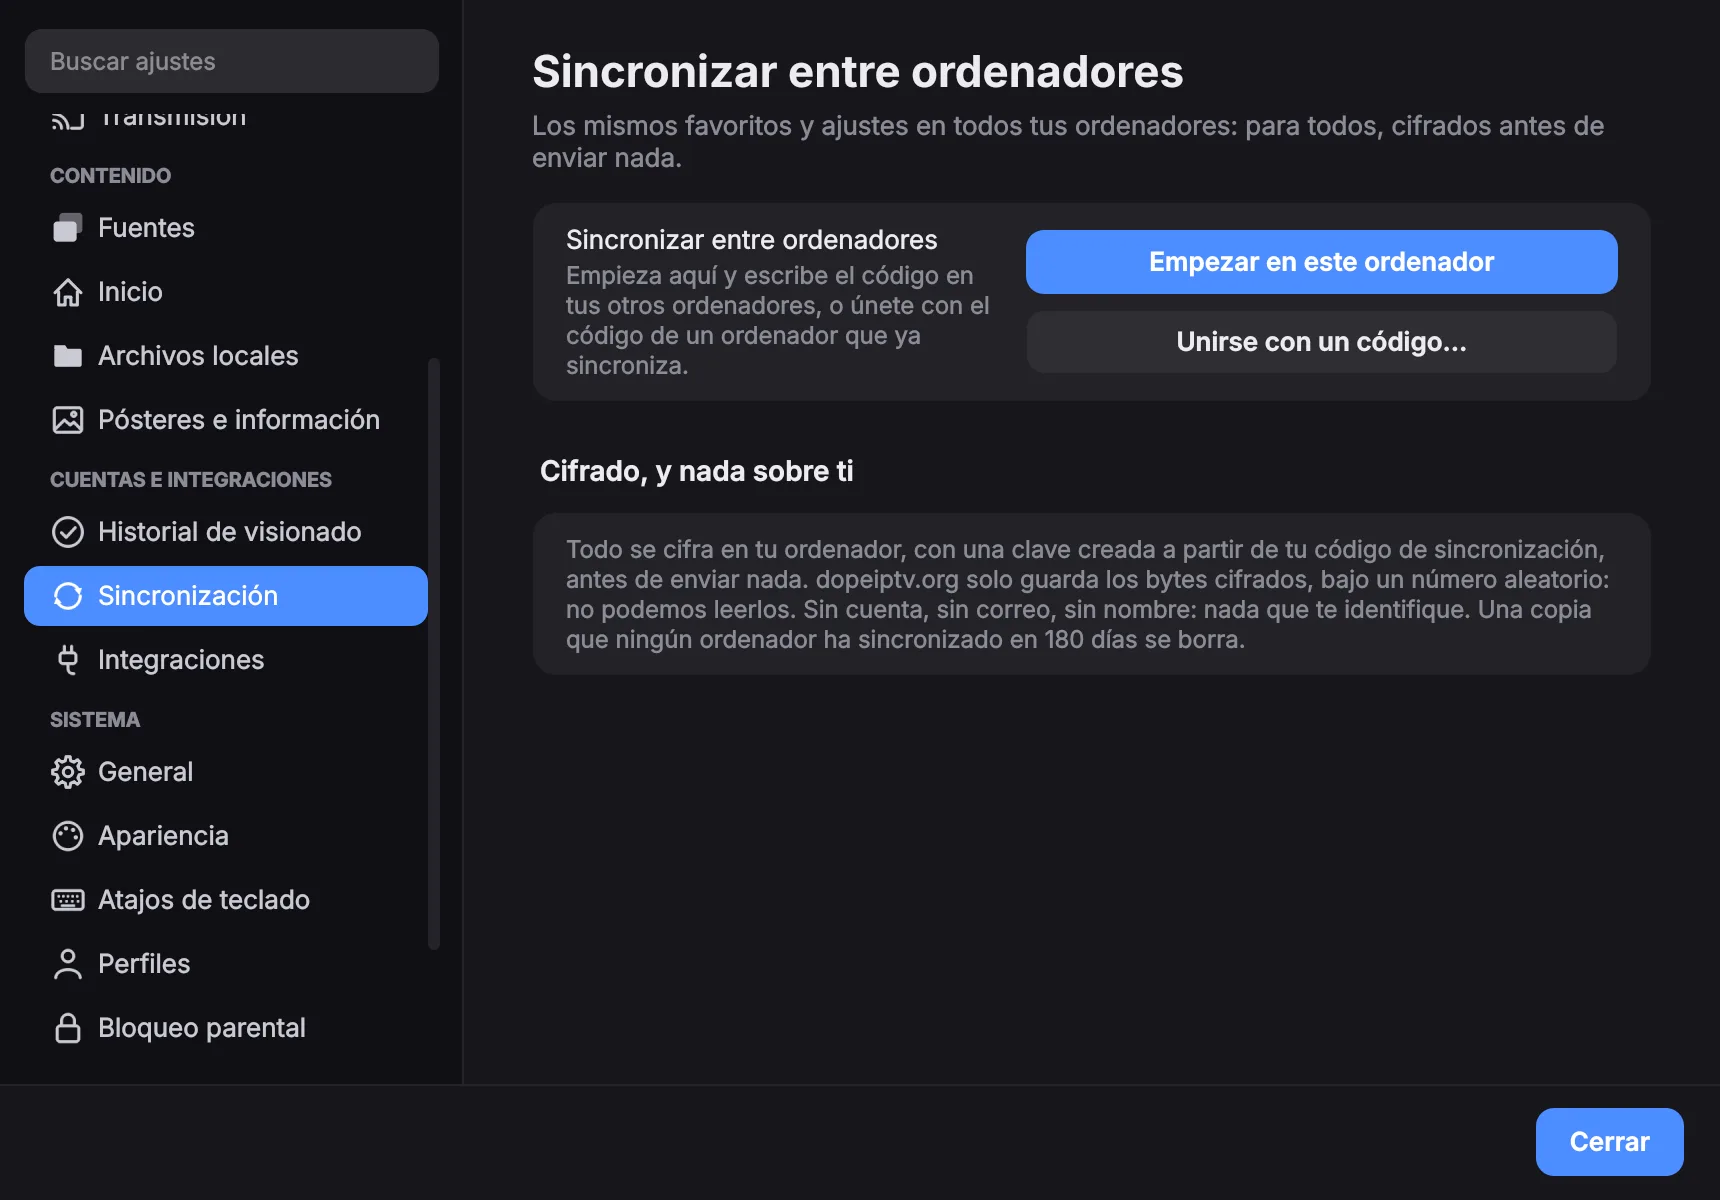 Buscar ajustes
Transmisión
CONTENIDO
Fuentes
Inicio
Archivos locales
Pósteres e información
CUENTAS E INTEGRACIONES
Historial de visionado
Sincronización
Integraciones
SISTEMA
General
Apariencia
Atajos de teclado
Perfiles
Bloqueo parental
Sincronizar entre ordenadores
Los mismos favoritos y ajustes en todos tus ordenadores: para todos, cifrados antes de
enviar nada.
Sincronizar entre ordenadores
Empieza aquí y escribe el código en
tus otros ordenadores, o únete con el
código de un ordenador que ya
sincroniza.
Empezar en este ordenador
Unirse con un código...
Cifrado, y nada sobre ti
Todo se cifra en tu ordenador, con una clave creada a partir de tu código de sincronización,
antes de enviar nada. dopeiptv.org solo guarda los bytes cifrados, bajo un número aleatorio:
no podemos leerlos. Sin cuenta, sin correo, sin nombre: nada que te identifique. Una copia
que ningún ordenador ha sincronizado en 180 días se borra.
Cerrar